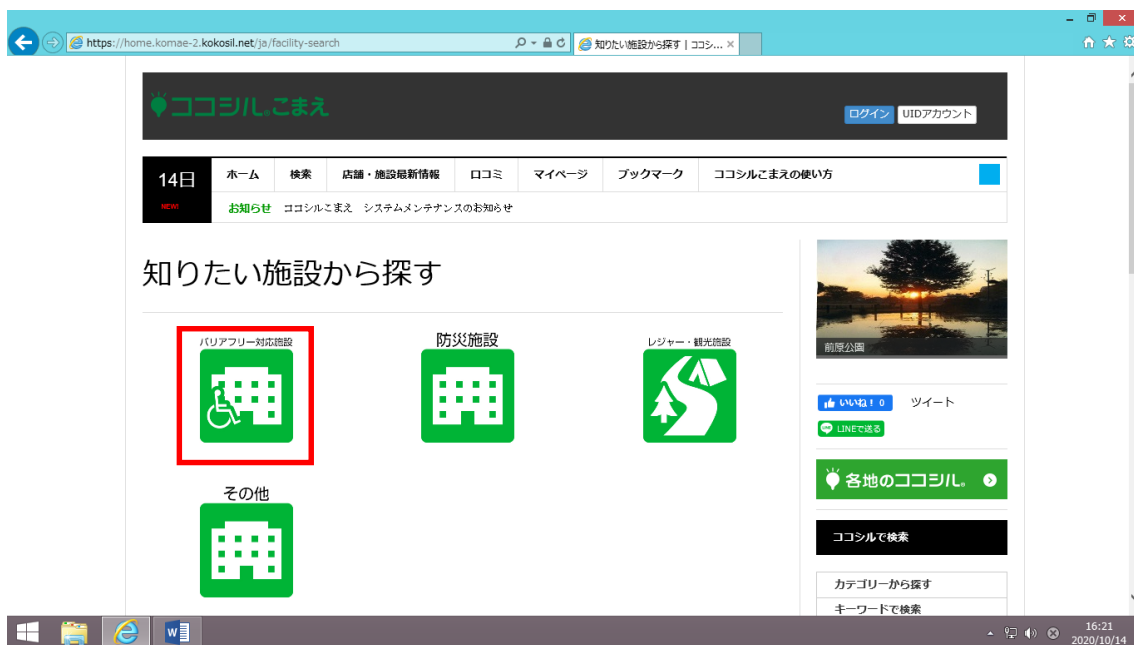 https://home.komae-2.kokosil.net/ja/facility-search
知りたい施設から探す | ココシ...
ココシル。こまえ
ログイン
UIDアカウント
14日
ホーム
検索
店舗・施設最新情報
口コミ
マイページ
ブックマーク
ココシルこまえの使い方
NEW!
お知らせ
ココシルこまえ システムメンテナンスのお知らせ
知りたい施設から探す
バリアフリー対応施設
防災施設
レジャー・観光施設
その他
前原公園
いいね! 0
ツイート
LINEで送る
各地のココシル。
ココシルで検索
カテゴリーから探す
キーワードで検索
16:21
2020/10/14